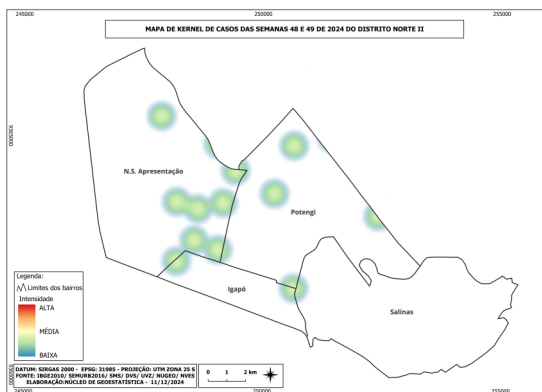 245000 250000 255000
MAPA DE KERNEL DE CASOS DAS SEMANAS 48 E 49 DE 2024 DO DISTRITO NORTE II
9365000
N.S. Apresentação
Potengi
Igapó
Salinas
Legenda:
Limites dos bairros
Intensidade
ALTA
MÉDIA
BAIXA
DATUM: SIRGAS 2000 - EPSG: 31985 - PROJEÇÃO: UTM ZONA 25 S
FONTE: IBGE2010/ SEMURB2016/ SMS/ DVS/ UVZ/ NUGEO/ NVES
ELABORAÇÃO:NÚCLEO DE GEOESTATÍSTICA - 11/12/2024
0 1 2 km
245000 250000 255000